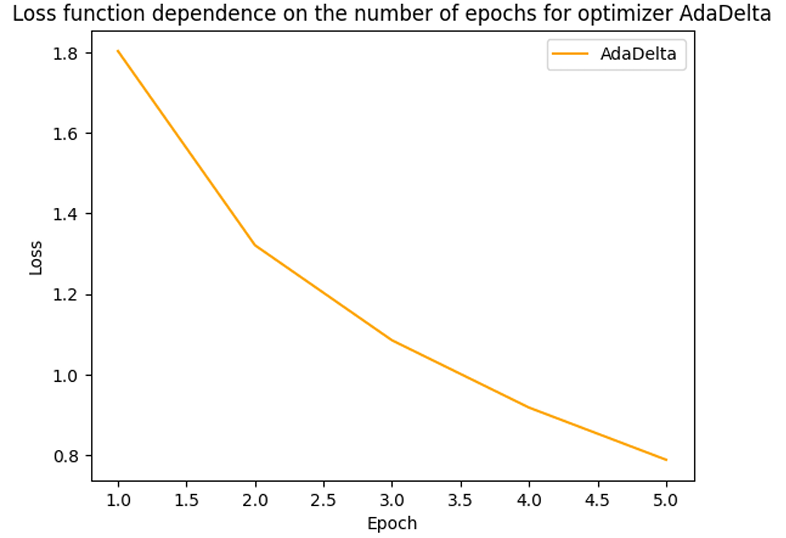 Loss function dependence on the number of epochs for optimizer AdaDelta
AdaDelta
1.8
1.6
1.4
1.2
1.0
0.8
Loss
1.0 1.5 2.0 2.5 3.0 3.5 4.0 4.5 5.0
Epoch